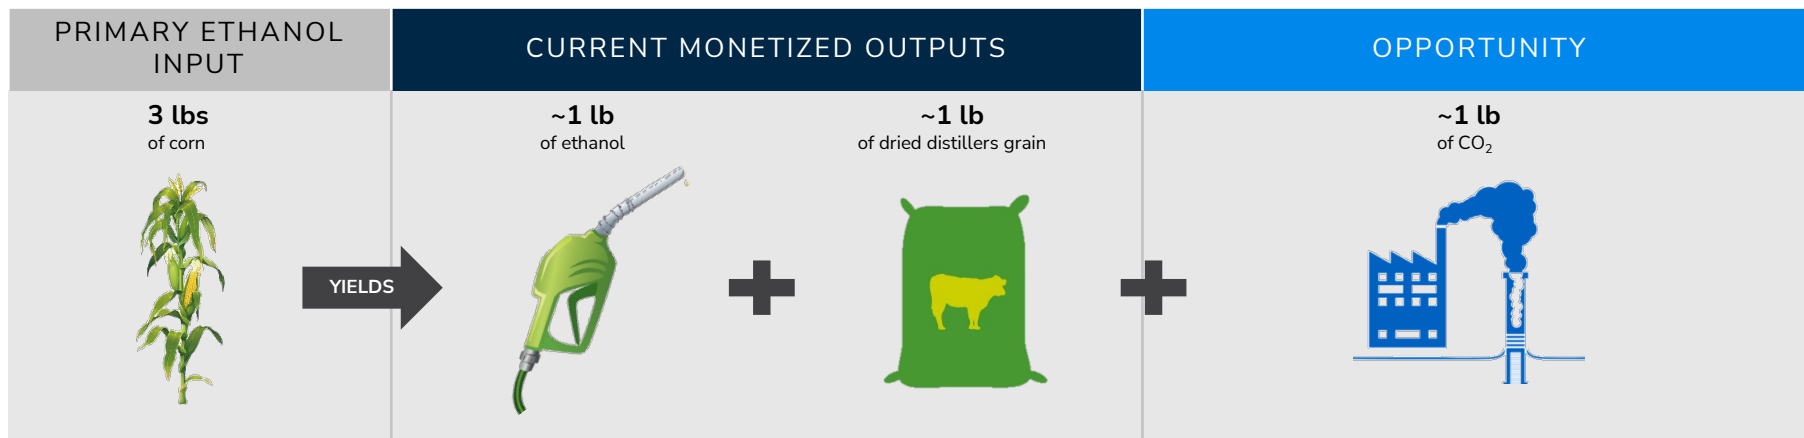 PRIMARY ETHANOL
INPUT
CURRENT MONETIZED OUTPUTS
OPPORTUNITY
3 lbs
of corn
YIELDS
~1 lb
of ethanol
~1 lb
of dried distillers grain
~1 lb
of CO₂